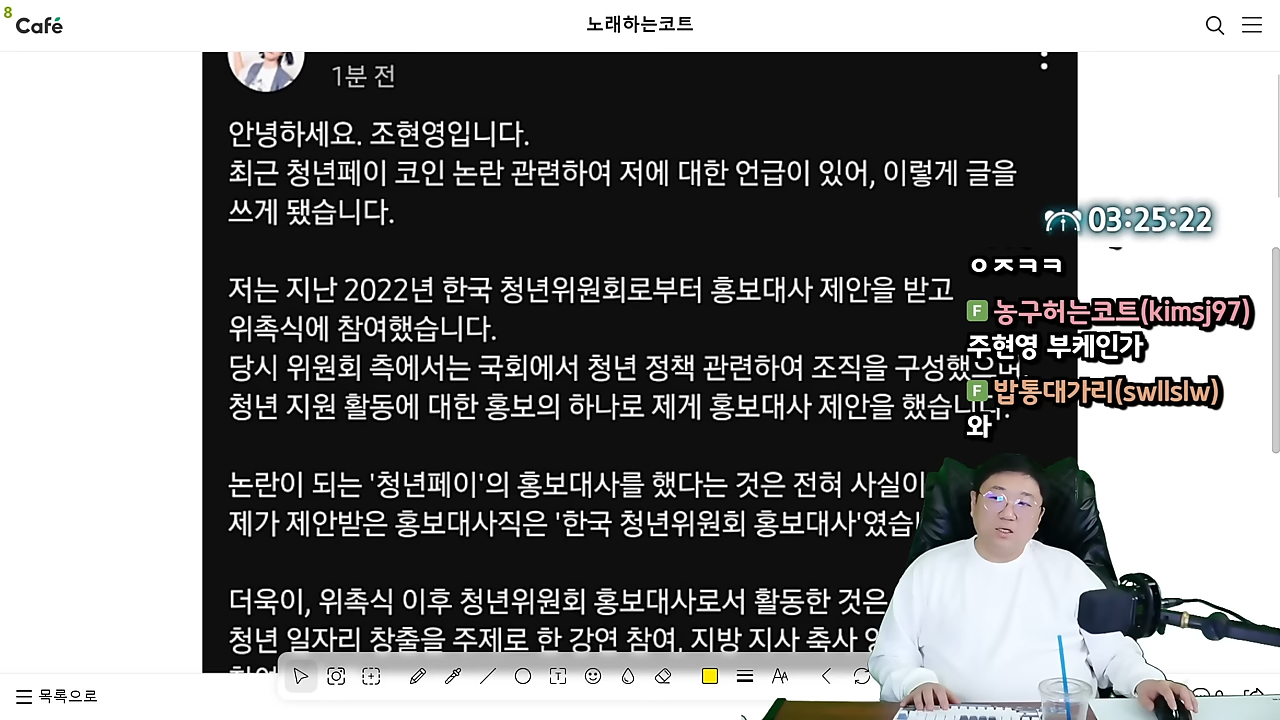 8
Café
노래하는코트
1분 전
안녕하세요. 조현영입니다.
최근 청년페이 코인 논란 관련하여 저에 대한 언급이 있어, 이렇게 글을
쓰게 됐습니다.
저는 지난 2022년 한국 청년위원회로부터 홍보대사 제안을 받고
위촉식에 참여했습니다.
당시 위원회 측에서는 국회에서 청년 정책 관련하여 조직을 구성했으며,
청년 지원 활동에 대한 홍보의 하나로 제게 홍보대사 제안을 했습니다.
논란이 되는 '청년페이'의 홍보대사를 했다는 것은 전혀 사실이
제가 제안받은 홍보대사직은 '한국 청년위원회 홍보대사'였습
더욱이, 위촉식 이후 청년위원회 홍보대사로서 활동한 것은
청년 일자리 창출을 주제로 한 강연 참여, 지방 지사 축사
03:25:22
ㅇㅈㅋㅋ
F 농구허는코트(kimsj97)
주현영 부케인가
F 밥통대가리(swllslw)
와
목록으로